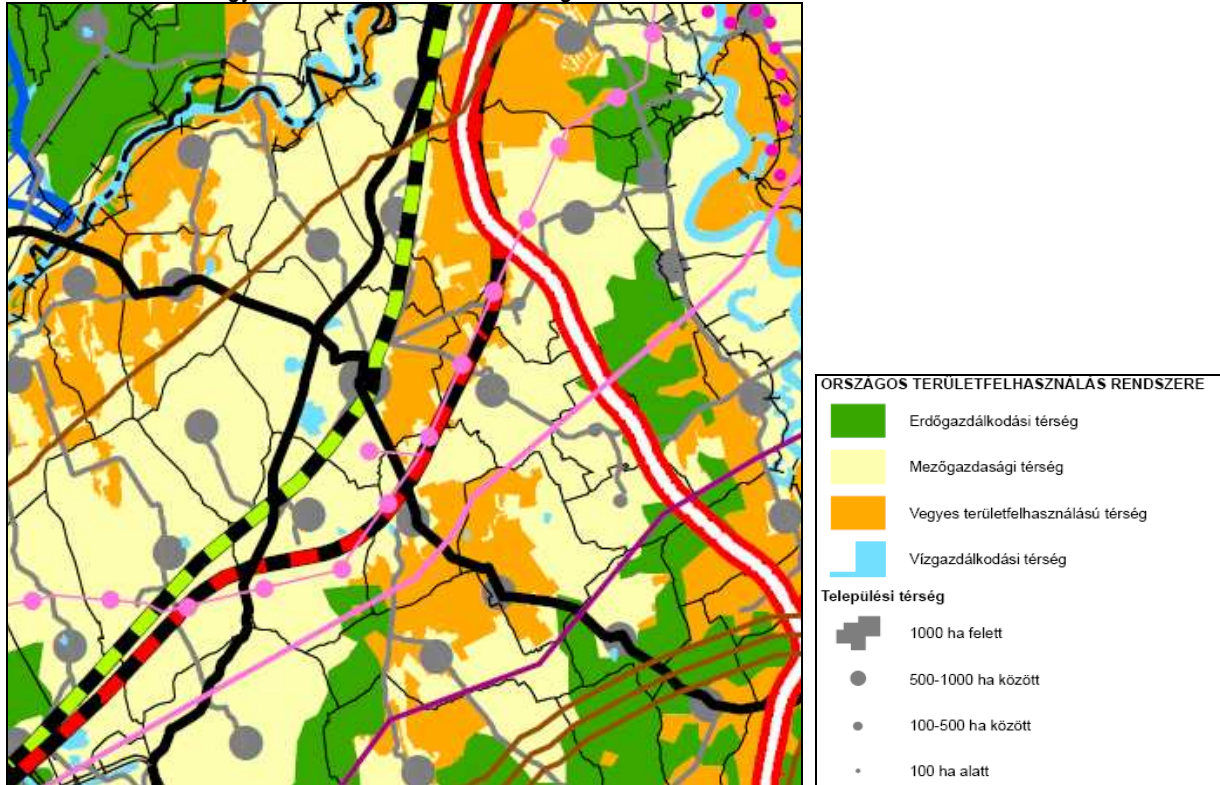 ORSZÁGOS TERÜLETFELHASZNÁLÁS RENDSZERE
Erdőgazdálkodási térség
Mezőgazdasági térség
Vegyes területfelhasználású térség
Vízgazdálkodási térség
Települési térség
1000 ha felett
500-1000 ha között
100-500 ha között
100 ha alatt